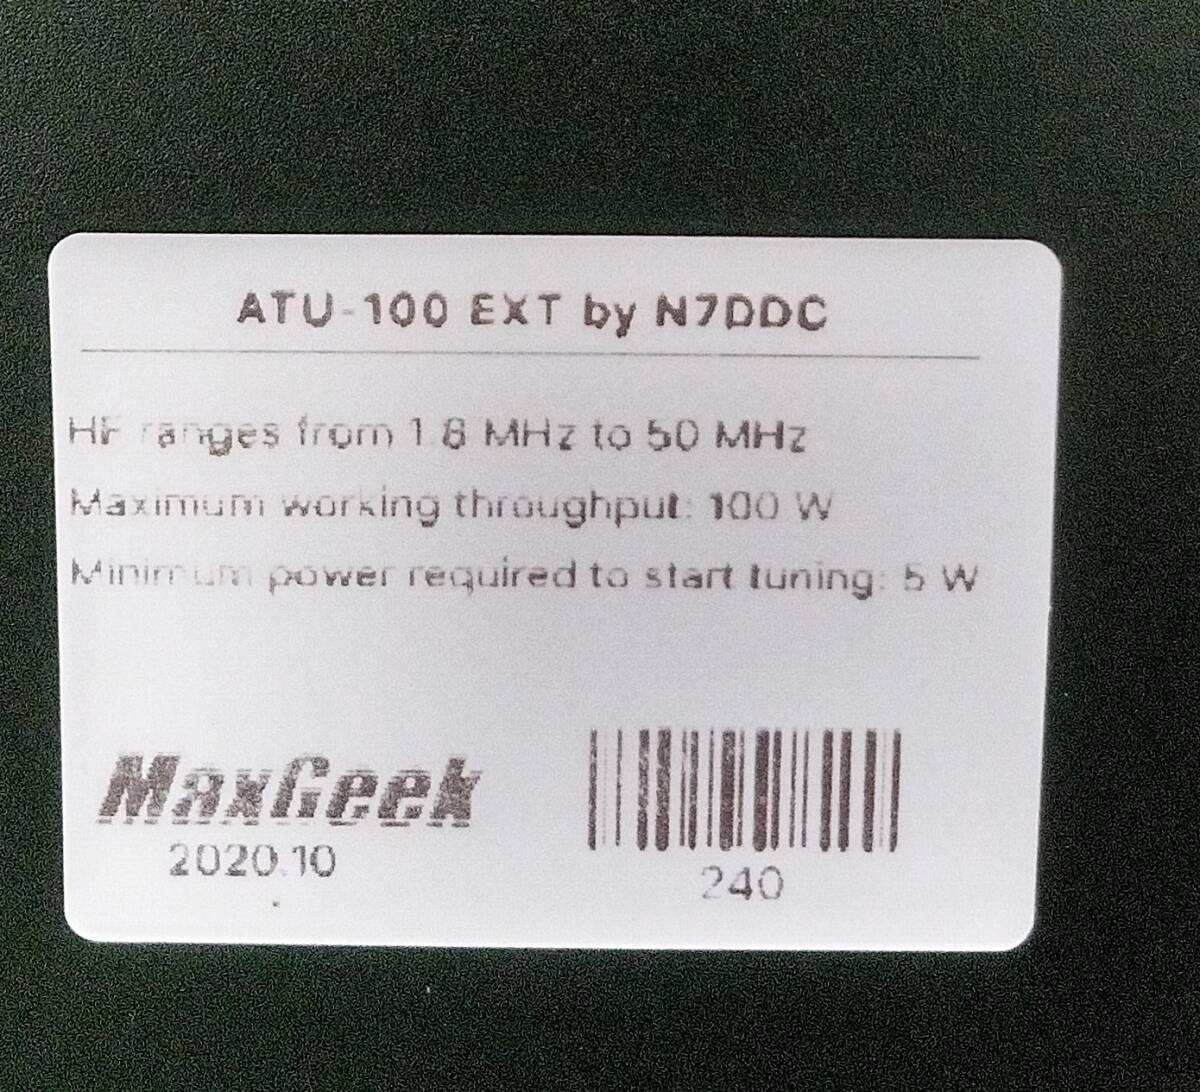 ATU-100 EXT by N7DDC
HF ranges from 1.8 MHz to 50 MHz
Maximum working throughput: 100 W
Minimum power required to start tuning: 5 W
MaxGeek
2020.10
240